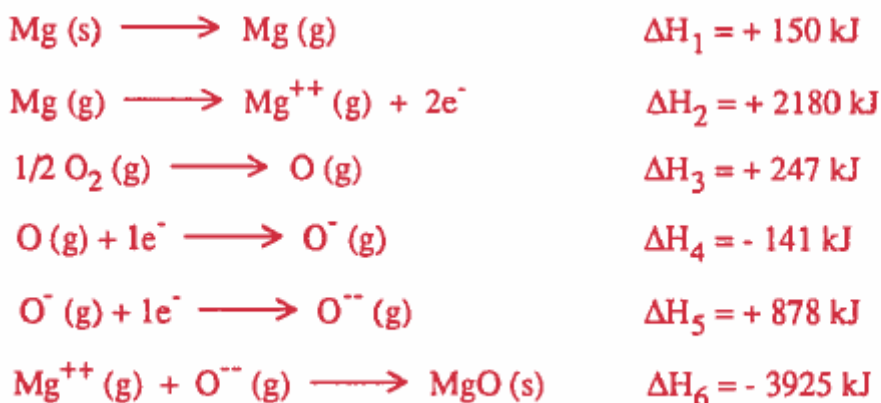 Mg (s) ⟶ Mg (g) ΔH₁ = + 150 kJ
Mg (g) ⟶ Mg⁺⁺ (g) + 2e⁻ ΔH₂ = + 2180 kJ
1/2 O₂ (g) ⟶ O (g) ΔH₃ = + 247 kJ
O (g) + 1e⁻ ⟶ O⁻ (g) ΔH₄ = - 141 kJ
O⁻ (g) + 1e⁻ ⟶ O⁻⁻ (g) ΔH₅ = + 878 kJ
Mg⁺⁺ (g) + O⁻⁻ (g) ⟶ MgO (s) ΔH₆ = - 3925 kJ